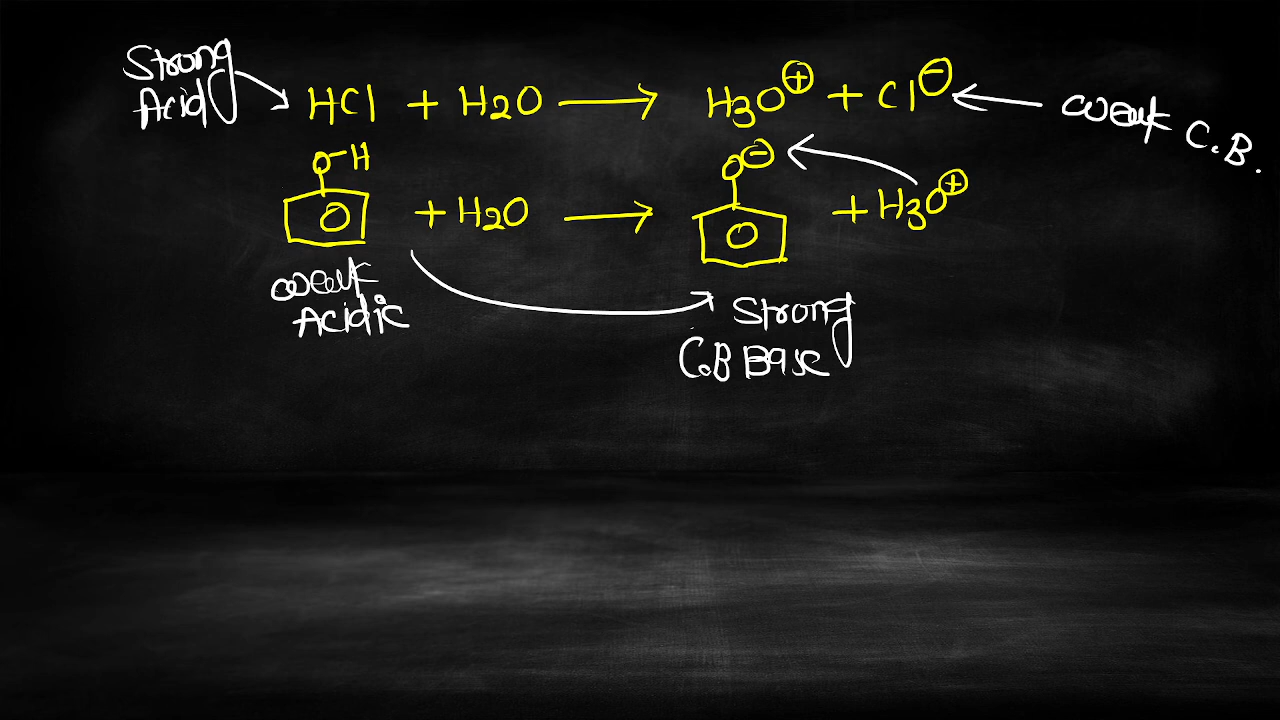 Strong
Acid
HCl + H2O → H3O⊕ + Cl⊖ ← weak C.B.
O-H
O⊖
+ H2O → + H3O⊕
weak
Acidic
Strong
C.B Base